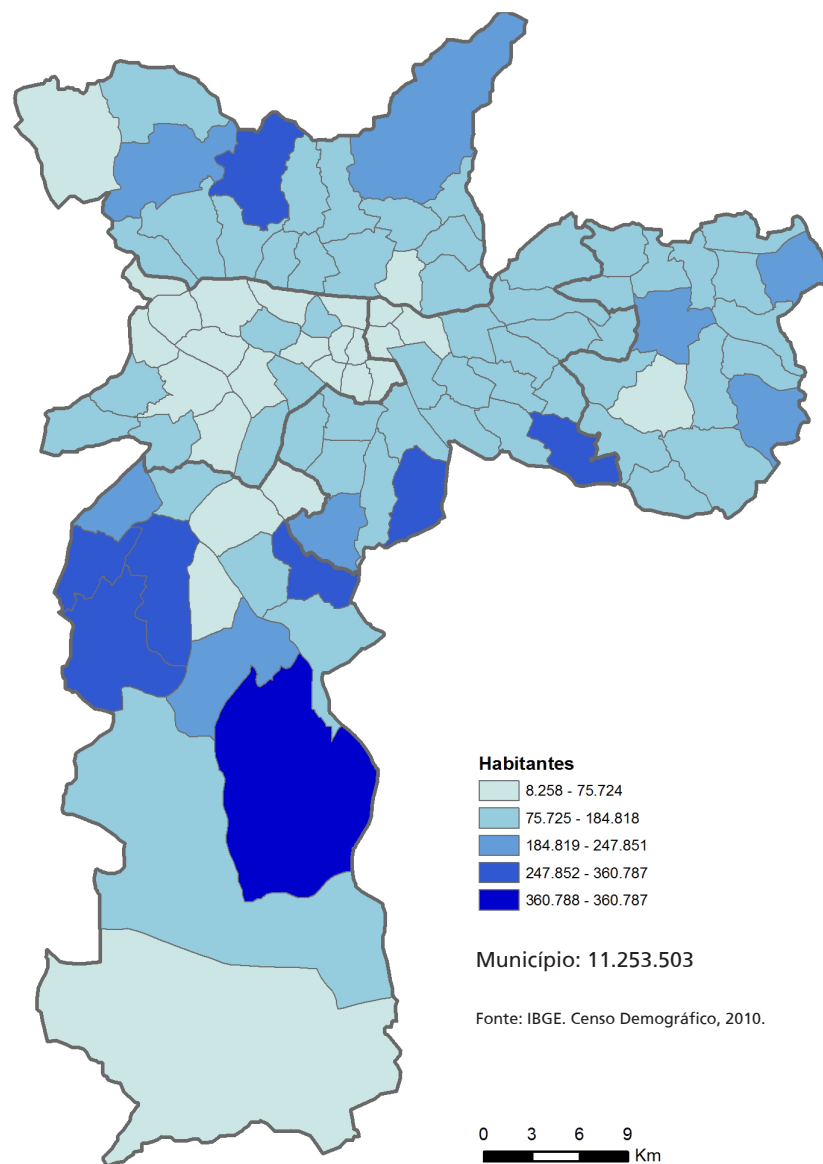 Habitantes
8.258 - 75.724
75.725 - 184.818
184.819 - 247.851
247.852 - 360.787
360.788 - 360.787
Município: 11.253.503
Fonte: IBGE. Censo Demográfico, 2010.
0 3 6 9
Km